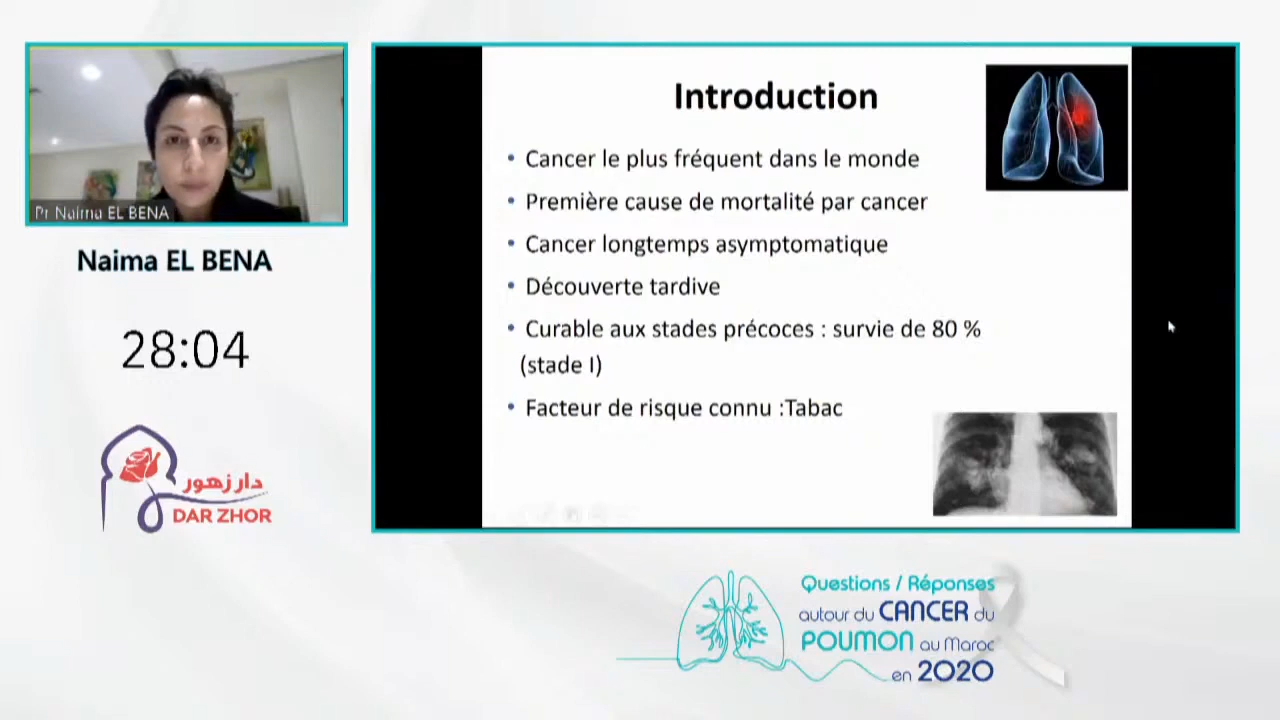 Pr Naima EL BENA
Naima EL BENA
28:04
دار زهور
DAR ZHOR
Introduction
• Cancer le plus fréquent dans le monde
• Première cause de mortalité par cancer
• Cancer longtemps asymptomatique
• Découverte tardive
• Curable aux stades précoces : survie de 80 %
(stade I)
• Facteur de risque connu :Tabac
Questions / Réponses
autour du CANCER du
POUMON au Maroc
en 2020